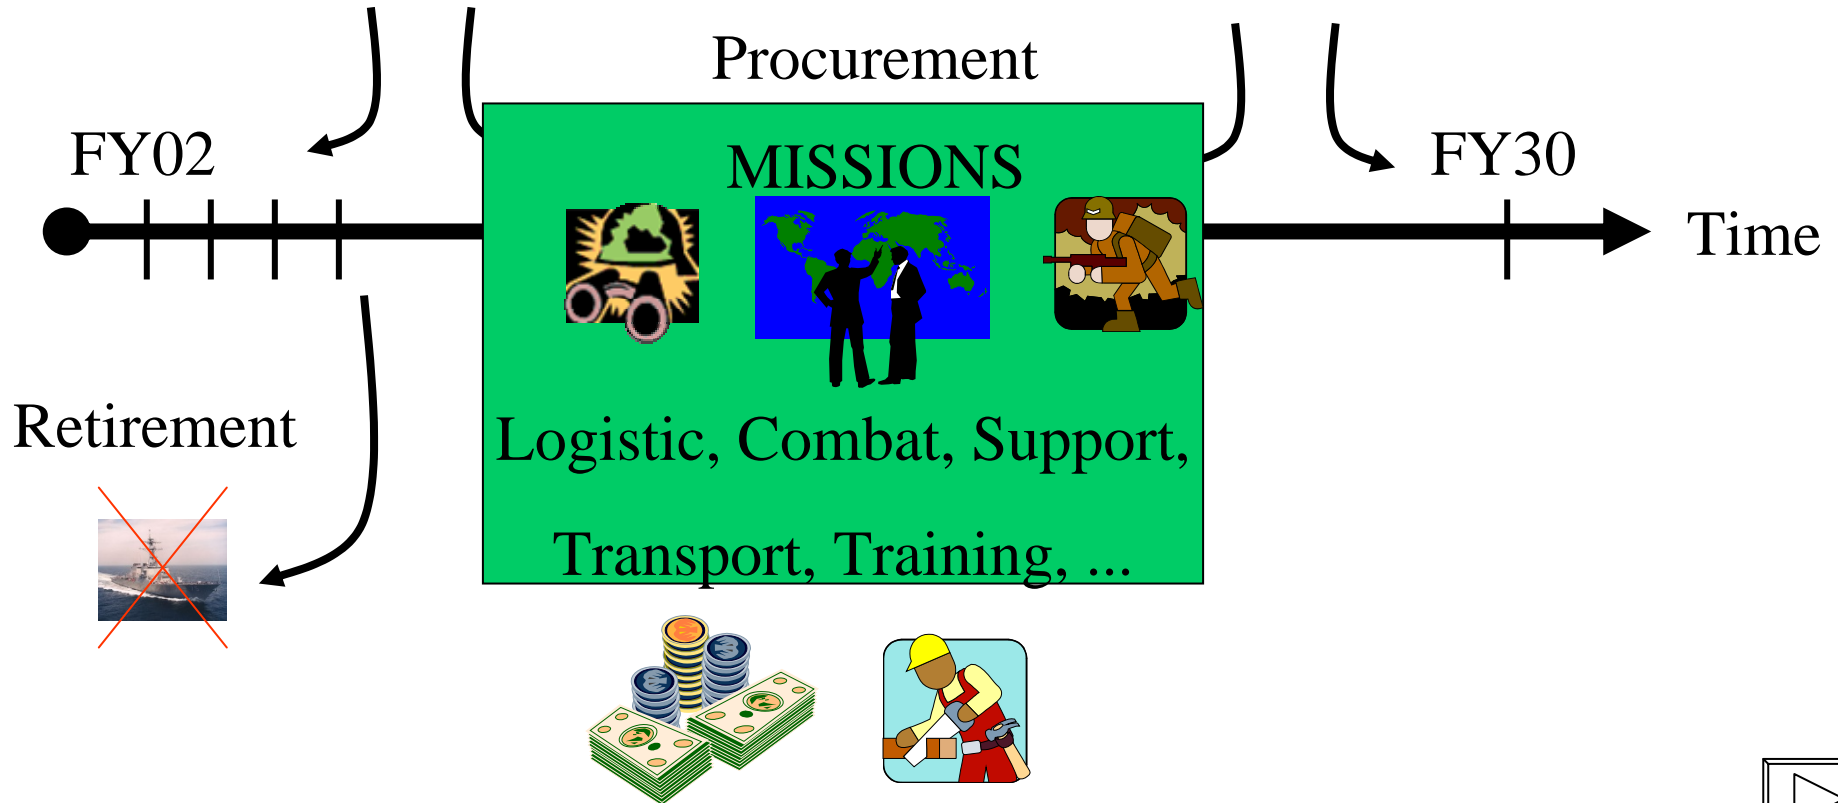 Procurement
FY02
MISSIONS
FY30
Time
Retirement
Logistic, Combat, Support,
Transport, Training, ...